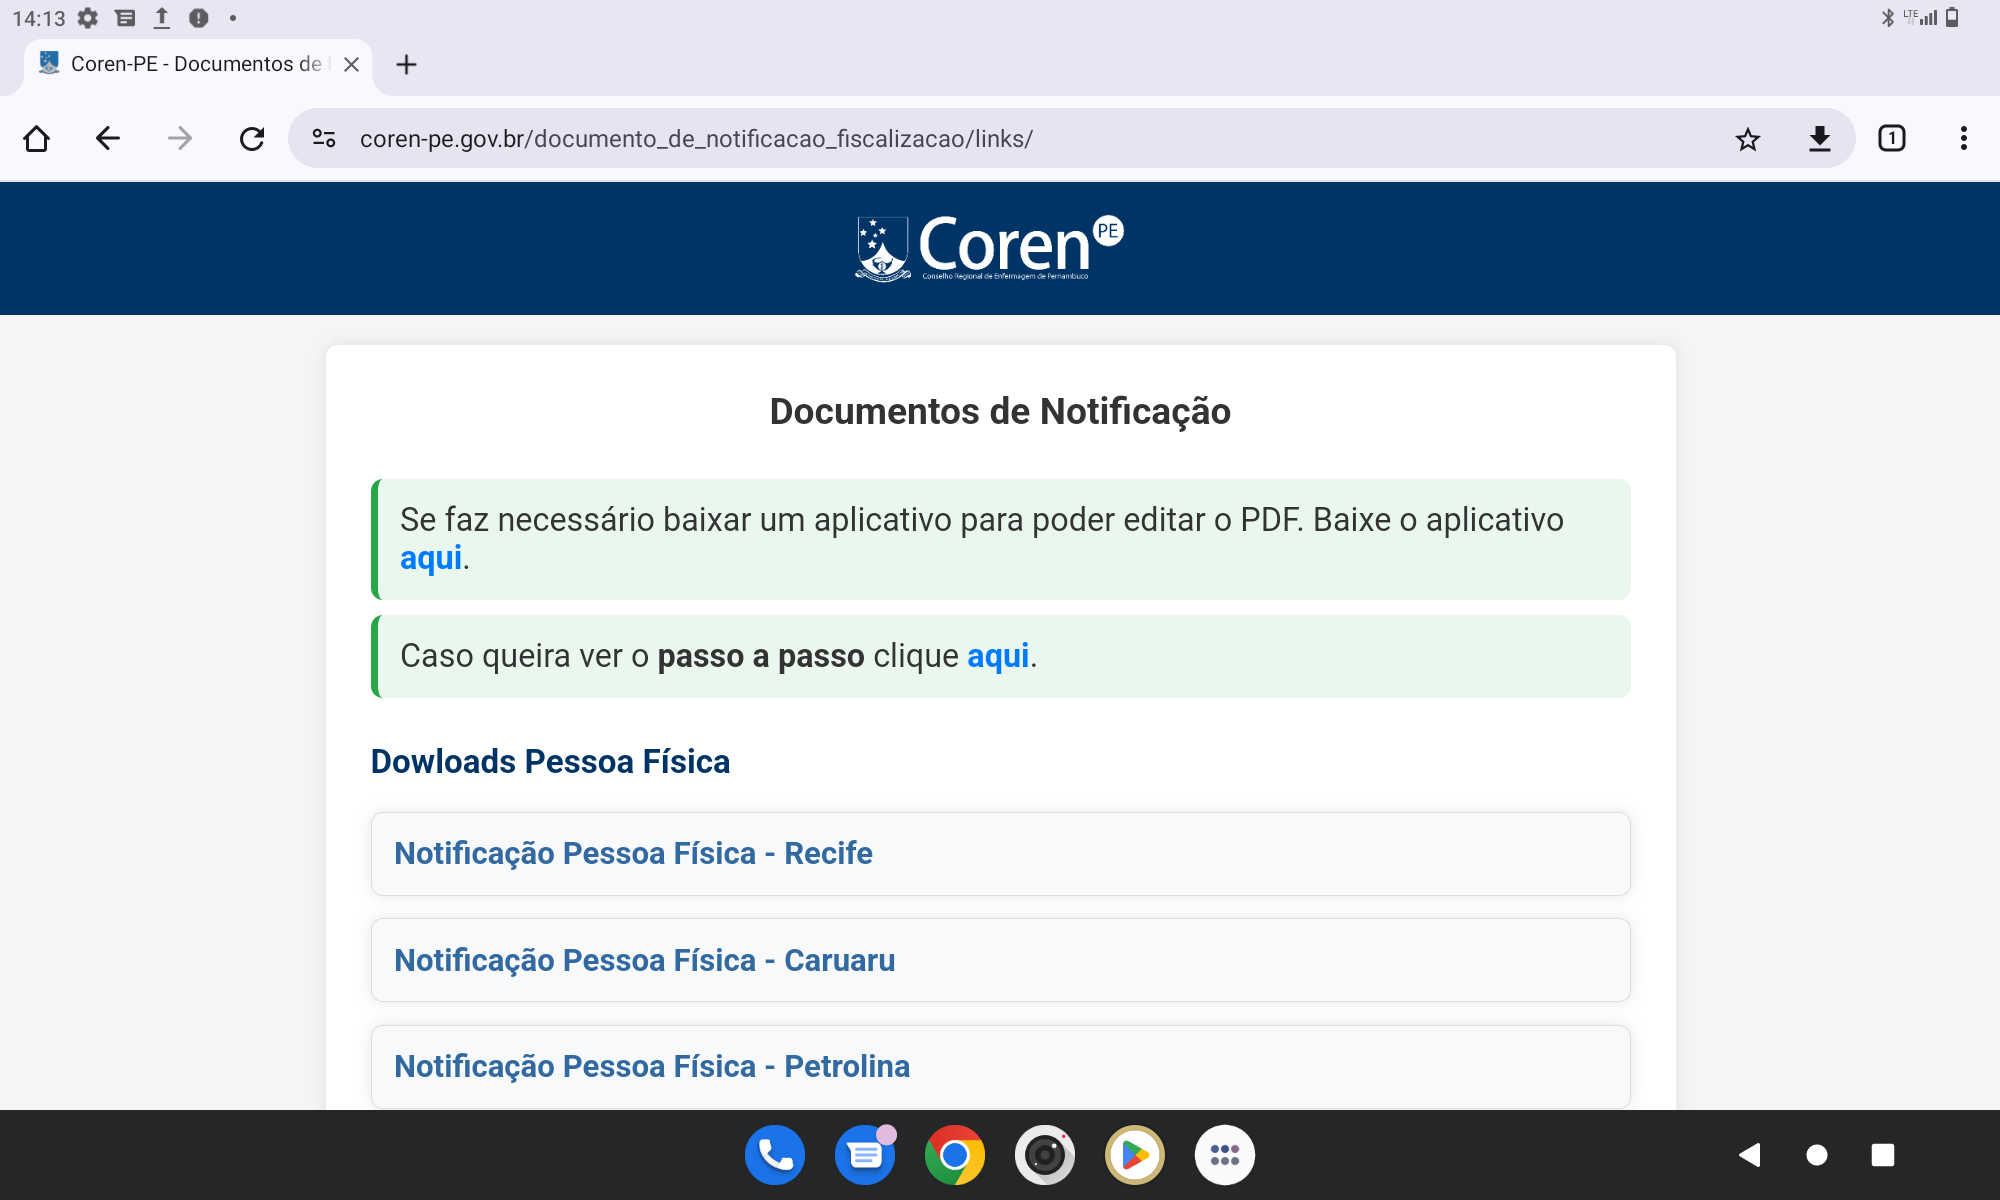 14:13
LTE
Coren-PE - Documentos de
coren-pe.gov.br/documento_de_notificacao_fiscalizacao/links/
1
Coren PE
Conselho Regional de Enfermagem de Pernambuco
Documentos de Notificação
Se faz necessário baixar um aplicativo para poder editar o PDF. Baixe o aplicativo
aqui.
Caso queira ver o passo a passo clique aqui.
Dowloads Pessoa Física
Notificação Pessoa Física - Recife
Notificação Pessoa Física - Caruaru
Notificação Pessoa Física - Petrolina